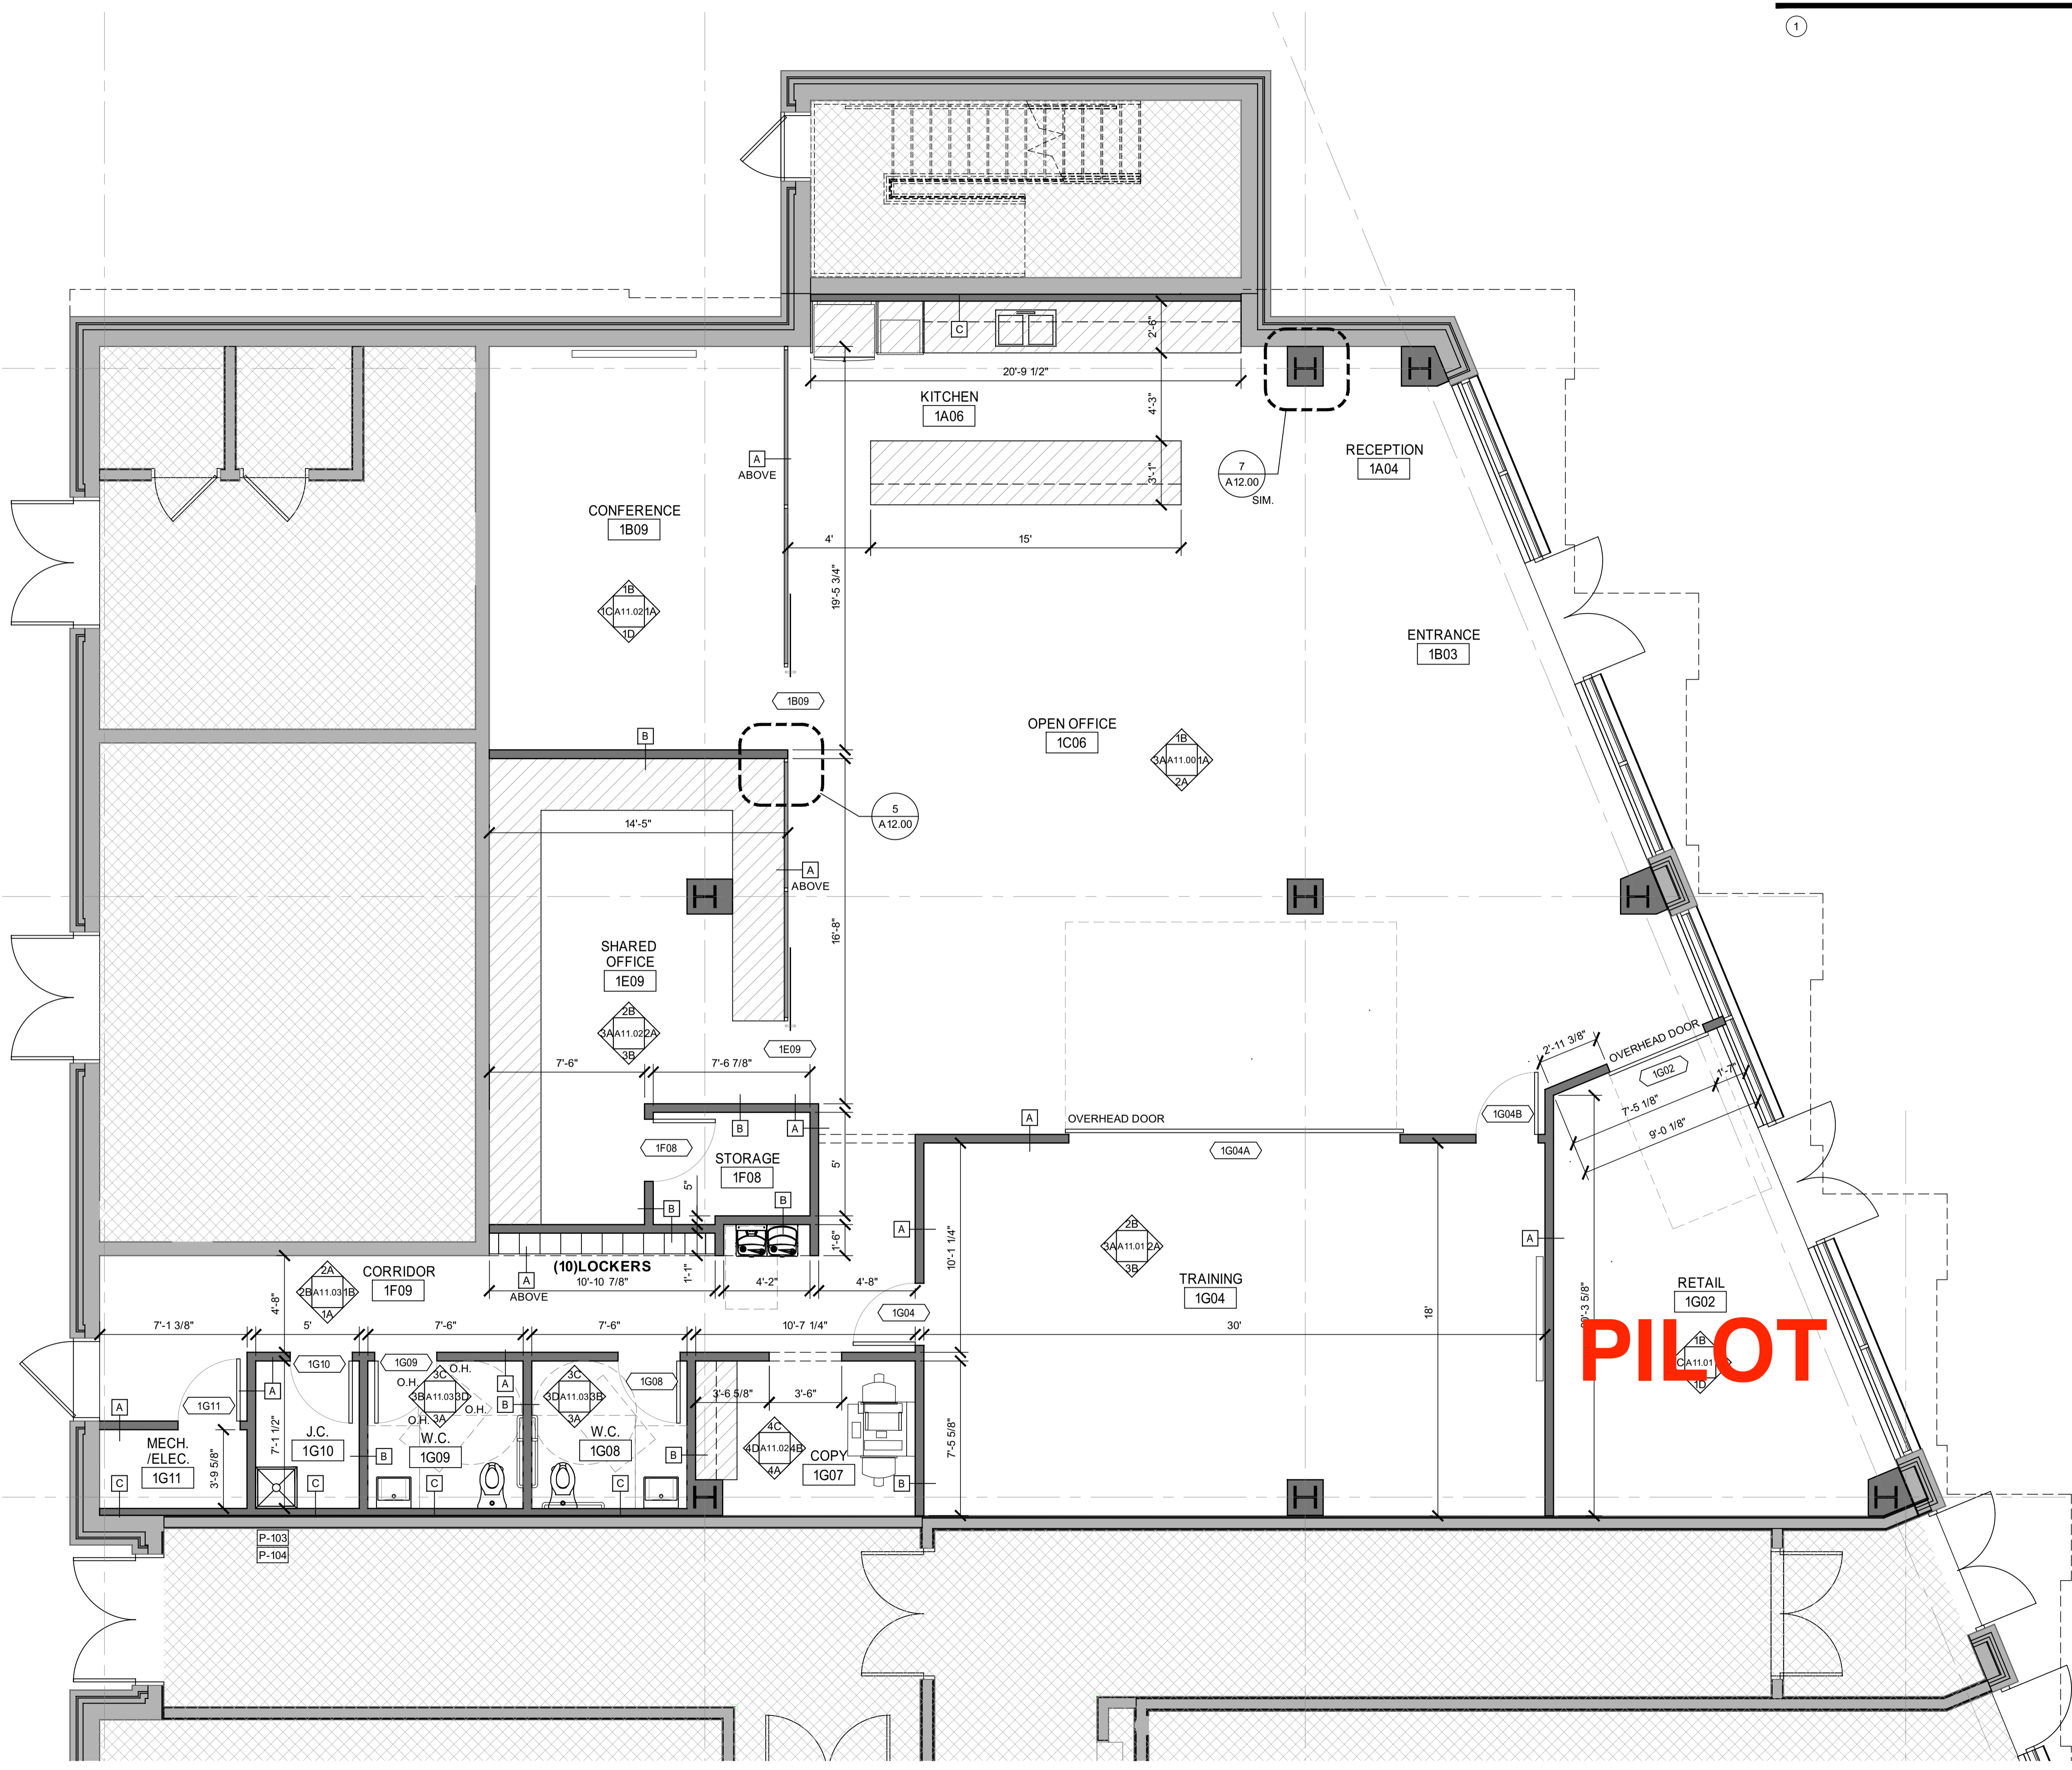 1
C
2'-6"
20'-9 1/2"
KITCHEN
1A06
4'-3"
A
ABOVE
3'-1"
7
A12.00
SIM.
RECEPTION
1A04
CONFERENCE
1B09
4'
15'
19'-5 3/4"
1B
1C A11.02 1A
1D
ENTRANCE
1B03
1B09
OPEN OFFICE
1C06
B
1B
3A A11.00 1A
2A
5
A12.00
14'-5"
A
ABOVE
16'-8"
SHARED
OFFICE
1E09
2B
3A A11.02 2A
3B
1E09
7'-6"
7'-6 7/8"
2'-11 3/8"
OVERHEAD DOOR
1G02
1'-7"
7'-5 1/8"
9'-0 1/8"
B
A
A
OVERHEAD DOOR
1G04B
1F08
STORAGE
1F08
5'
1G04A
5"
B
B
1'-6"
A
10'-1 1/4"
2B
3A A11.01 2A
3B
A
(10)LOCKERS
10'-10 7/8"
A
ABOVE
1'-1"
4'-2"
4'-8"
CORRIDOR
1F09
2A
2B A11.03 1B
1A
4'-8"
TRAINING
1G04
RETAIL
1G02
1G04
18'
7'-1 3/8"
5'
7'-6"
7'-6"
10'-7 1/4"
30'
PILOT
1B
A11.01
1D
1G10
1G09
O.H.
O.H.
O.H.
O.H.
3C
3B A11.03 3D
3A
A
B
3C
3D A11.03 3B
3A
1G08
3'-6 5/8"
3'-6"
A
1G11
A
7'-1 1/2"
J.C.
1G10
B
W.C.
1G09
W.C.
1G08
B
4C
4D A11.02 4B
4A
COPY
1G07
7'-5 5/8"
MECH.
/ELEC.
1G11
3'-9 5/8"
C
C
C
C
B
P-103
P-104